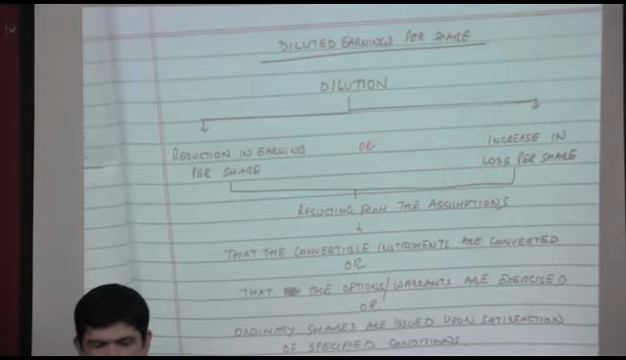 DILUTED EARNINGS PER SHARE
DILUTION
REDUCTION IN EARNING
PER SHARE
OR
INCREASE IN
LOSS PER SHARE
RESULTING FROM THE ASSUMPTIONS
THAT THE CONVERTIBLE INSTRUMENTS ARE CONVERTED
OR
THAT THE OPTIONS/WARRANTS ARE EXERCISED
OR
ORDINARY SHARES ARE ISSUED UPON SATISFACTION
OF SPECIFIED CONDITIONS.